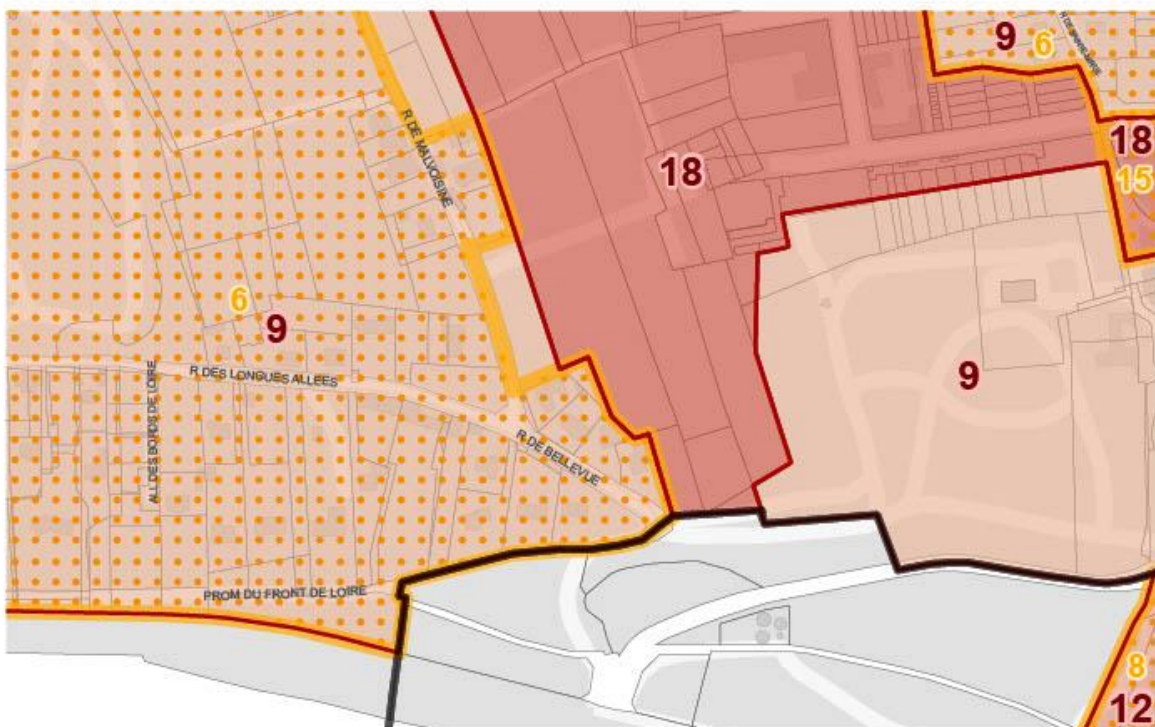 9
6
R DE MALVOISINE
18
18
15
6
9
9
R DES LONGUES ALLEES
ALL DES BORDS DE LOIRE
R DE BELLEVUE
PROM DU FRONT DE LOIRE
8
12